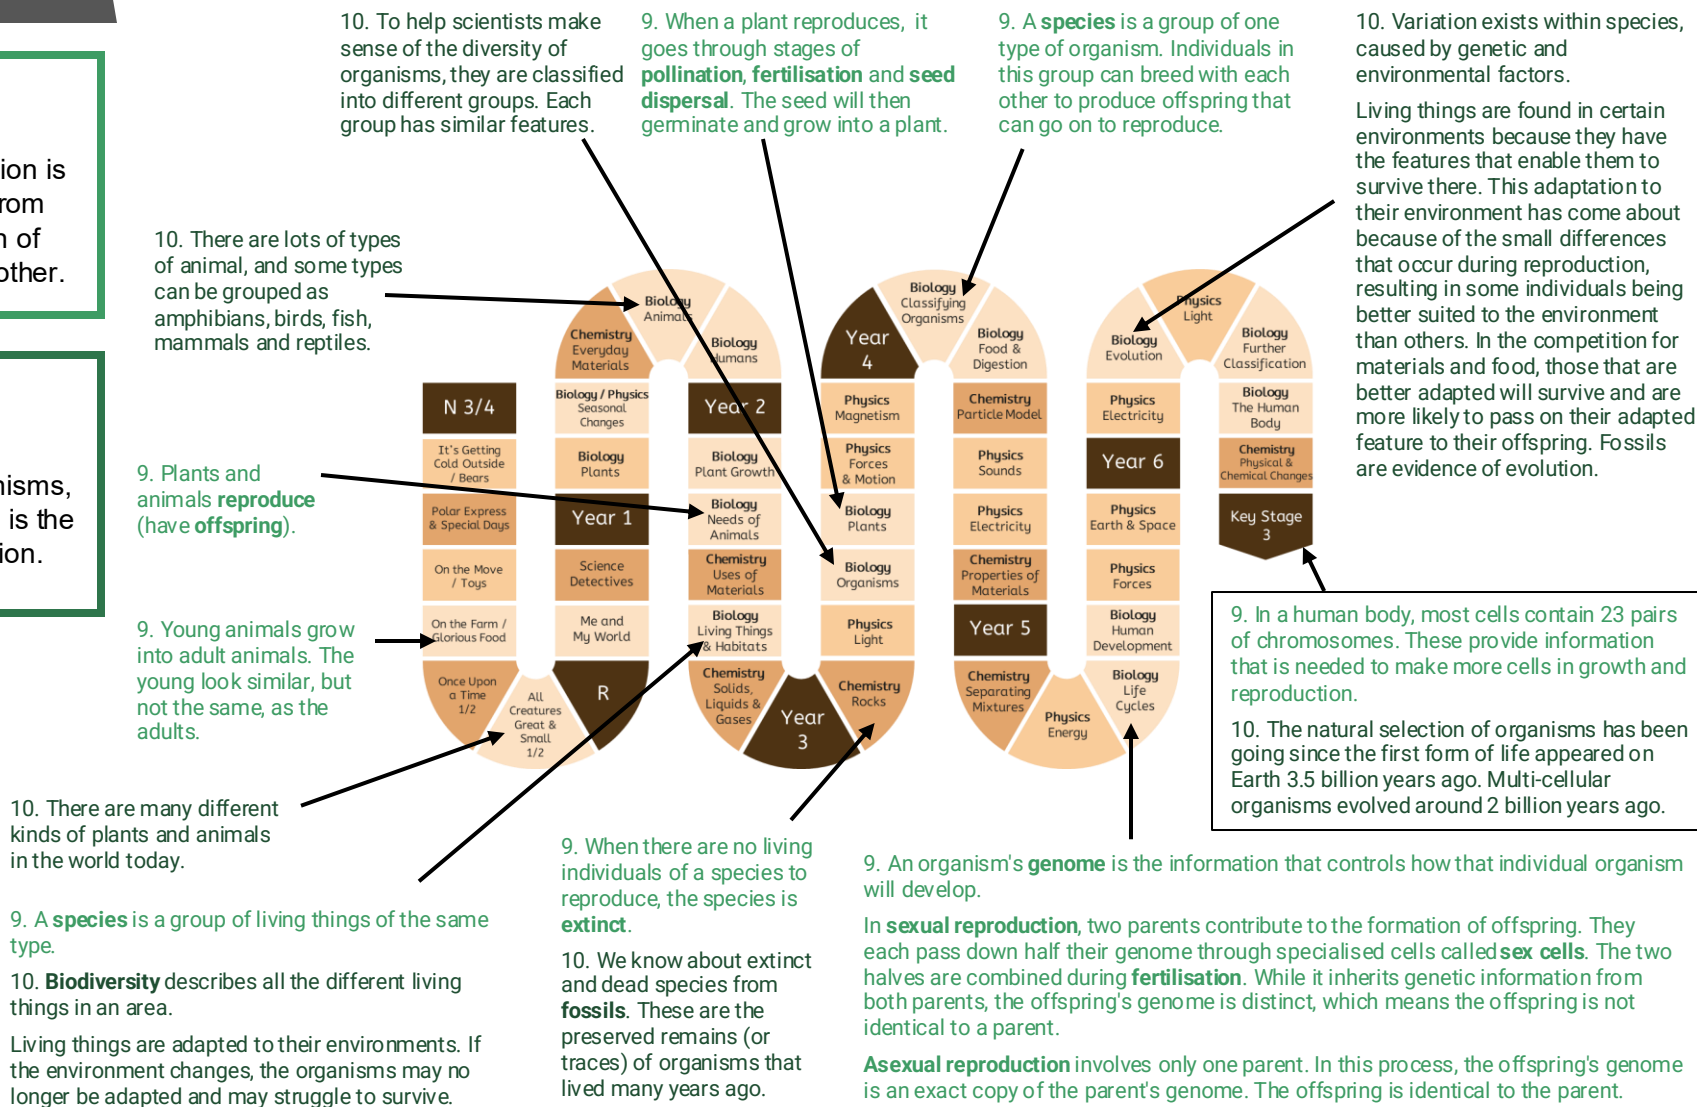 ion is
rom
n of
other.
nisms,
is the
ion.
10. To help scientists make
sense of the diversity of
organisms, they are classified
into different groups. Each
group has similar features.
9. When a plant reproduces, it
goes through stages of
pollination, fertilisation and seed
dispersal. The seed will then
germinate and grow into a plant.
9. A species is a group of one
type of organism. Individuals in
this group can breed with each
other to produce offspring that
can go on to reproduce.
10. Variation exists within species,
caused by genetic and
environmental factors.
Living things are found in certain
environments because they have
the features that enable them to
survive there. This adaptation to
their environment has come about
because of the small differences
that occur during reproduction,
resulting in some individuals being
better suited to the environment
than others. In the competition for
materials and food, those that are
better adapted will survive and are
more likely to pass on their adapted
feature to their offspring. Fossils
are evidence of evolution.
10. There are lots of types
of animal, and some types
can be grouped as
amphibians, birds, fish,
mammals and reptiles.
9. Plants and
animals reproduce
(have offspring).
9. Young animals grow
into adult animals. The
young look similar, but
not the same, as the
adults.
10. There are many different
kinds of plants and animals
in the world today.
N 3/4
It's Getting
Cold Outside
/ Bears
Polar Express
& Special Days
On the Move
/ Toys
On the Farm /
Glorious Food
Once Upon
a Time
1/2
All
Creatures
Great &
Small
1/2
R
Me and
My World
Science
Detectives
Year 1
Biology
Plants
Biology / Physics
Seasonal
Changes
Chemistry
Everyday
Materials
Biology
Animals
Biology
Humans
Year 2
Biology
Plant Growth
Biology
Needs of
Animals
Chemistry
Uses of
Materials
Biology
Living Things
& Habitats
Chemistry
Solids,
Liquids &
Gases
Year
3
Chemistry
Rocks
Physics
Light
Biology
Organisms
Biology
Plants
Physics
Forces
& Motion
Physics
Magnetism
Year
4
Biology
Classifying
Organisms
Biology
Food &
Digestion
Chemistry
Particle Model
Physics
Sounds
Physics
Electricity
Chemistry
Properties of
Materials
Year 5
Chemistry
Separating
Mixtures
Physics
Energy
Biology
Life
Cycles
Biology
Human
Development
Physics
Forces
Physics
Earth & Space
Year 6
Physics
Electricity
Biology
Evolution
Physics
Light
Biology
Further
Classification
Biology
The Human
Body
Chemistry
Physical &
Chemical Changes
Key Stage
3
9. In a human body, most cells contain 23 pairs
of chromosomes. These provide information
that is needed to make more cells in growth and
reproduction.
10. The natural selection of organisms has been
going since the first form of life appeared on
Earth 3.5 billion years ago. Multi-cellular
organisms evolved around 2 billion years ago.
9. A species is a group of living things of the same
type.
10. Biodiversity describes all the different living
things in an area.
Living things are adapted to their environments. If
the environment changes, the organisms may no
longer be adapted and may struggle to survive.
9. When there are no living
individuals of a species to
reproduce, the species is
extinct.
10. We know about extinct
and dead species from
fossils. These are the
preserved remains (or
traces) of organisms that
lived many years ago.
9. An organism's genome is the information that controls how that individual organism
will develop.
In sexual reproduction, two parents contribute to the formation of offspring. They
each pass down half their genome through specialised cells called sex cells. The two
halves are combined during fertilisation. While it inherits genetic information from
both parents, the offspring's genome is distinct, which means the offspring is not
identical to a parent.
Asexual reproduction involves only one parent. In this process, the offspring's genome
is an exact copy of the parent's genome. The offspring is identical to the parent.